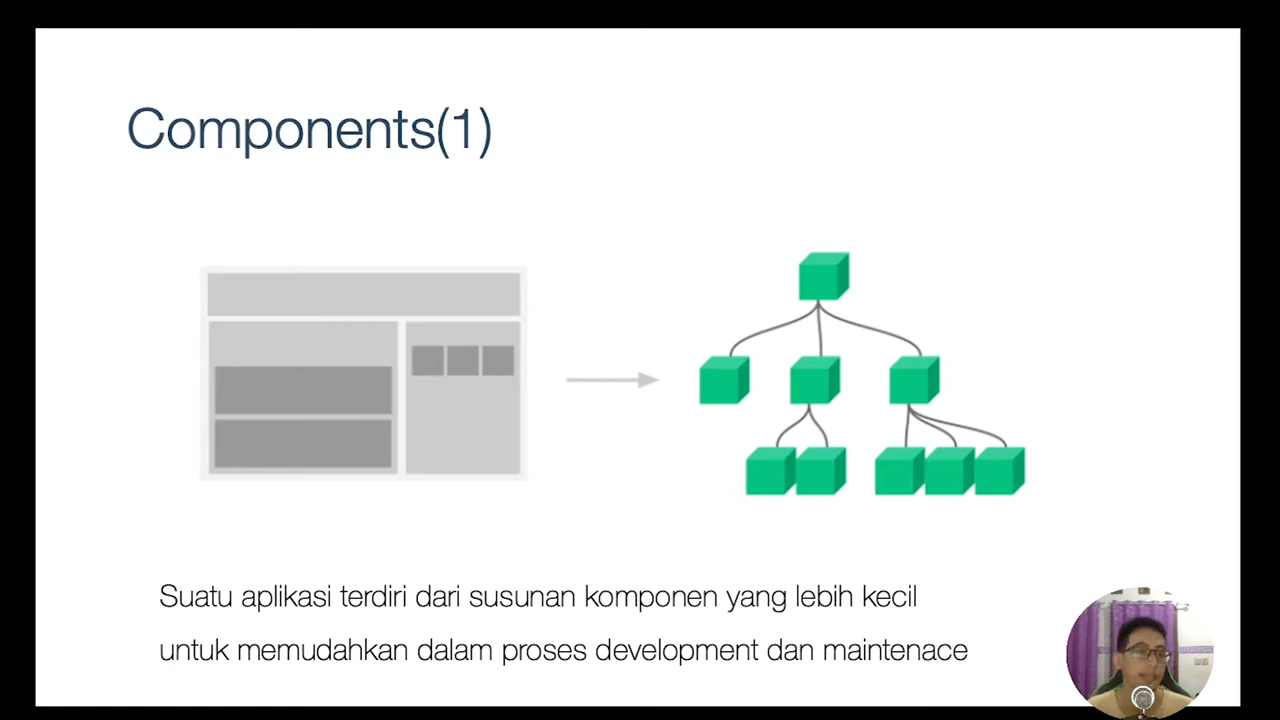 Components(1)
Suatu aplikasi terdiri dari susunan komponen yang lebih kecil
untuk memudahkan dalam proses development dan maintenace